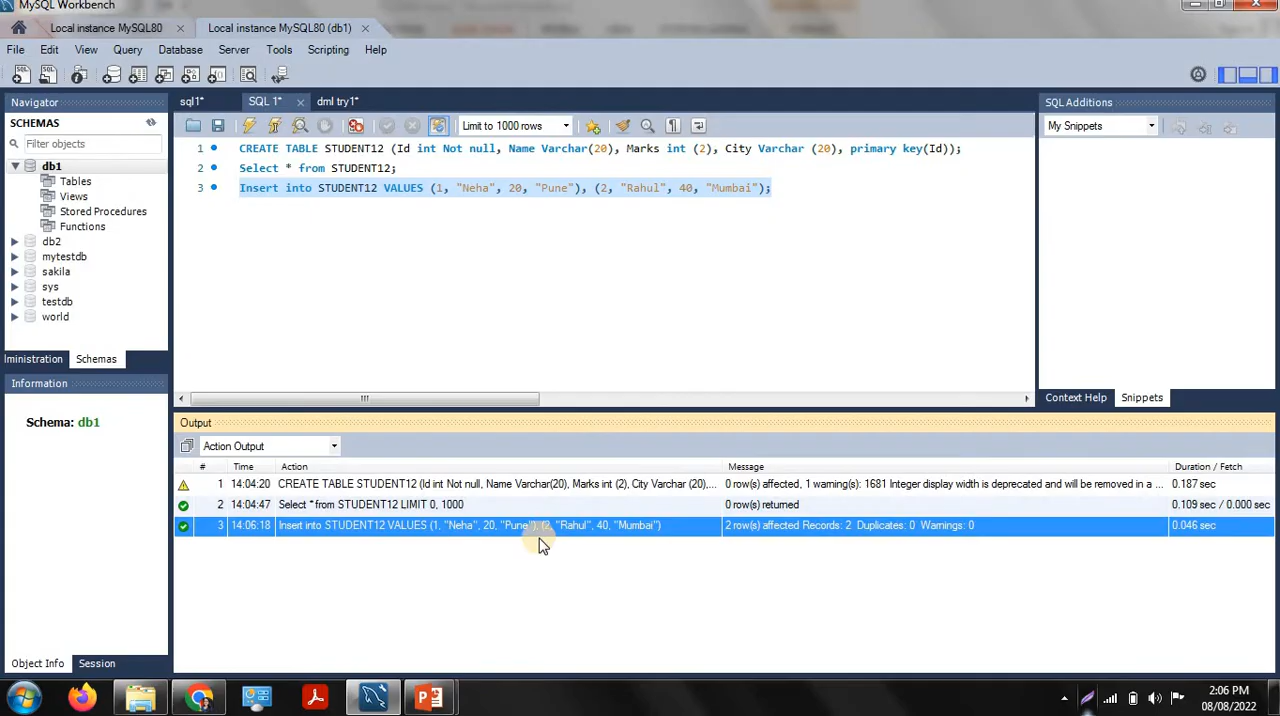 MySQL Workbench
Local instance MySQL80 × Local instance MySQL80 (db1) ×
File Edit View Query Database Server Tools Scripting Help
Navigator
SCHEMAS
Filter objects
db1
Tables
Views
Stored Procedures
Functions
db2
mytestdb
sakila
sys
testdb
world
iministration Schemas
Information
Schema: db1
Object Info Session
sql1* SQL 1* × dml try1*
Limit to 1000 rows
1 CREATE TABLE STUDENT12 (Id int Not null, Name Varchar(20), Marks int (2), City Varchar (20), primary key(Id));
2 Select * from STUDENT12;
3 Insert into STUDENT12 VALUES (1, "Neha", 20, "Pune"), (2, "Rahul", 40, "Mumbai");
SQL Additions
My Snippets
Context Help Snippets
Output
Action Output
# Time Action Message Duration / Fetch
1 14:04:20 CREATE TABLE STUDENT12 (Id int Not null, Name Varchar(20), Marks int (2), City Varchar (20),... 0 row(s) affected, 1 warning(s): 1681 Integer display width is deprecated and will be removed in a ... 0.187 sec
2 14:04:47 Select * from STUDENT12 LIMIT 0, 1000 0 row(s) returned 0.109 sec / 0.000 sec
3 14:06:18 Insert into STUDENT12 VALUES (1, "Neha", 20, "Pune"), (2, "Rahul", 40, "Mumbai") 2 row(s) affected Records: 2 Duplicates: 0 Warnings: 0 0.046 sec
2:06 PM
08/08/2022